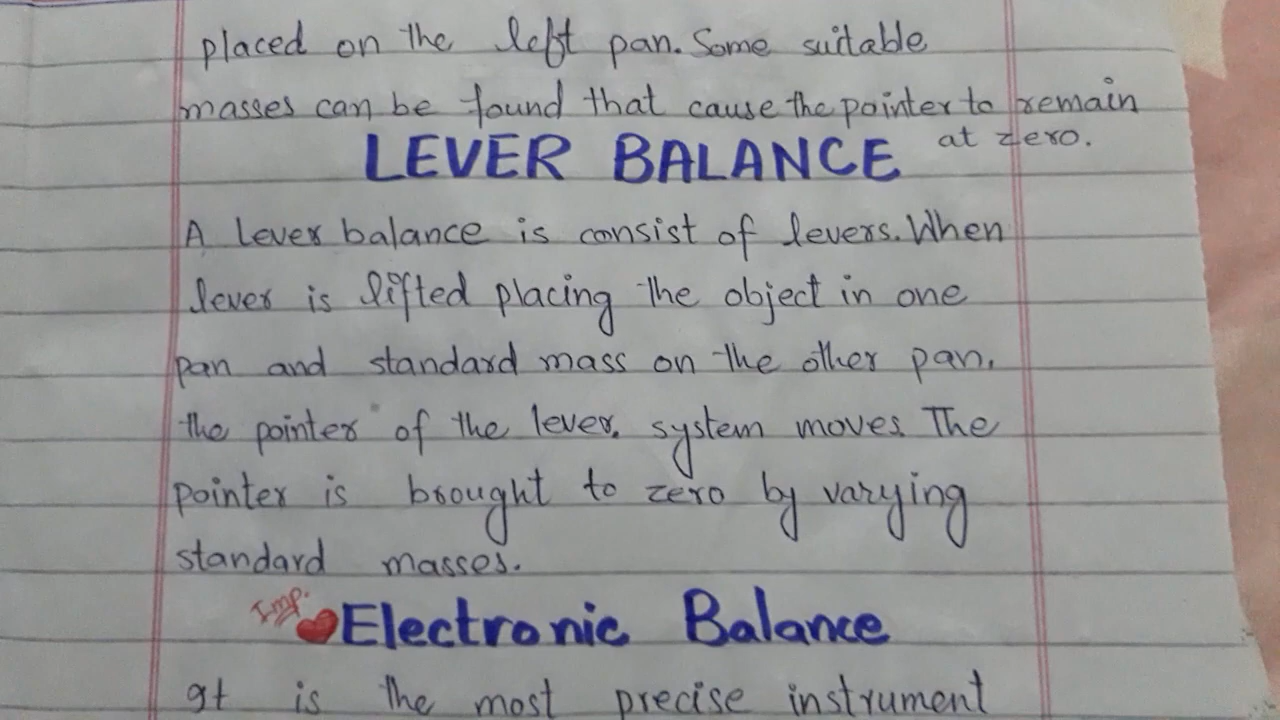 placed on the left pan. Some suitable
masses can be found that cause the pointer to remain
at zero.
LEVER BALANCE
A lever balance is consist of levers. When
lever is lifted placing the object in one
pan and standard mass on the other pan.
the pointer of the lever. system moves. The
pointer is brought to zero by varying
standard masses.
Imp.
Electronic Balance
It is the most precise instrument